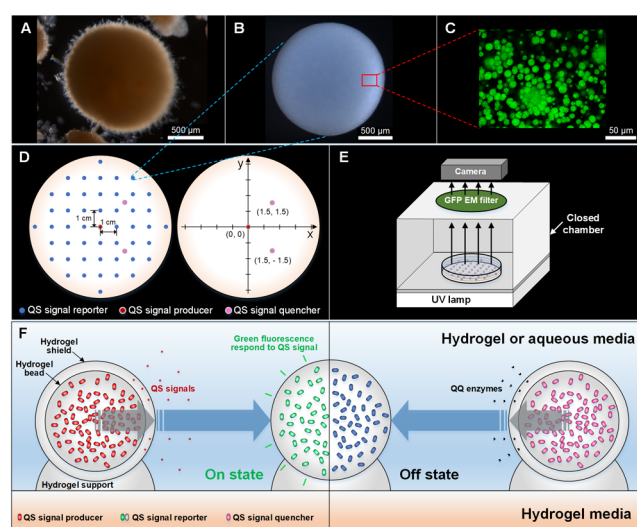 A
500 μm
B
500 μm
C
50 μm
D
1 cm
1 cm
y
X
(1.5, 1.5)
(0, 0)
(1.5, - 1.5)
QS signal reporter
QS signal producer
QS signal quencher
E
Camera
GFP EM filter
Closed
chamber
UV lamp
F
Hydrogel
shield
Hydrogel
bead
QS signals
Green fluorescence
respond to QS signal
Hydrogel or aqueous media
QQ enzymes
On state
Off state
Hydrogel support
QS signal producer
QS signal reporter
QS signal quencher
Hydrogel media